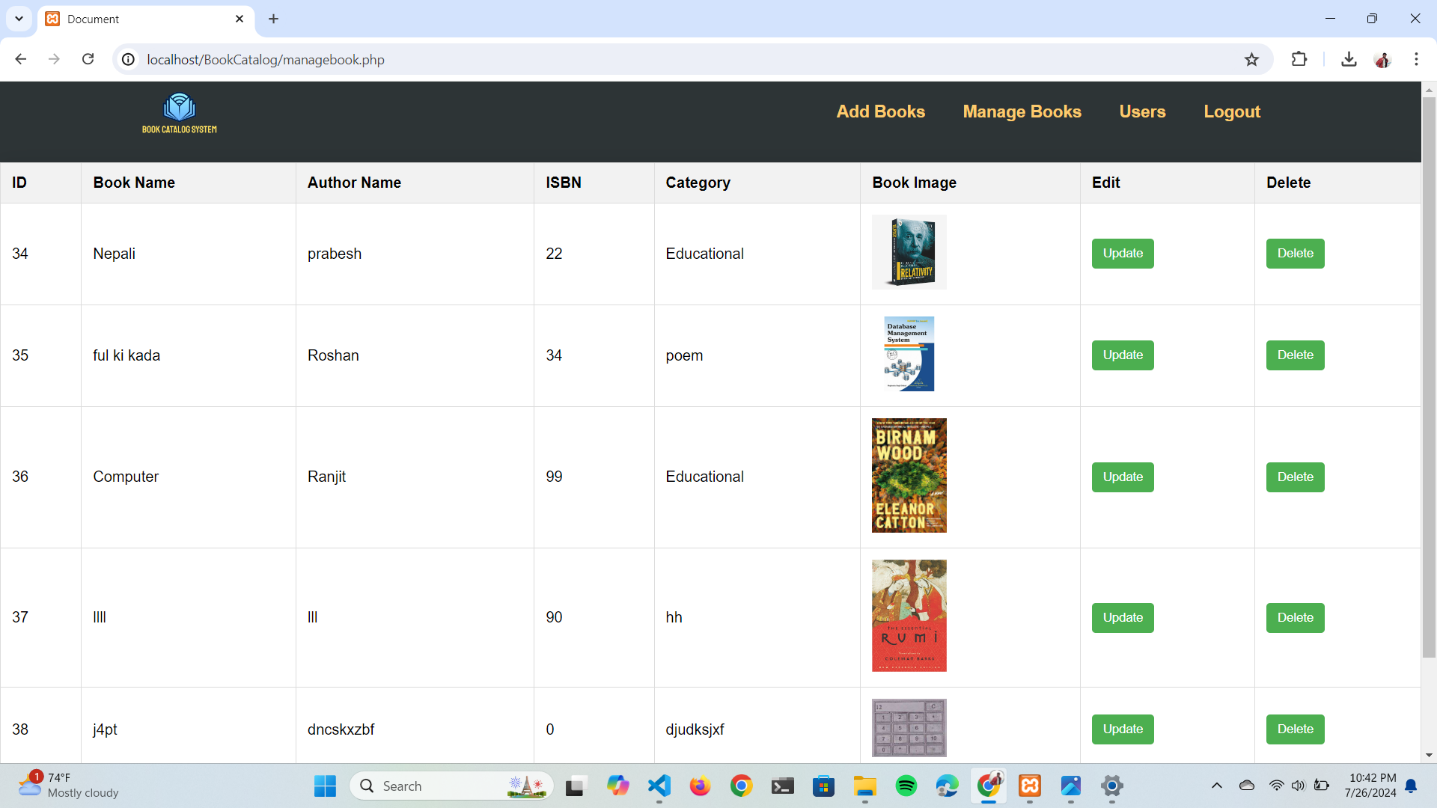 Document
localhost/BookCatalog/managebook.php
BOOK CATALOG SYSTEM
Add Books Manage Books Users Logout
ID Book Name Author Name ISBN Category Book Image Edit Delete
34 Nepali prabesh 22 Educational Update Delete
RELATIVITY
35 ful ki kada Roshan 34 poem Update Delete
Database
Management
System
36 Computer Ranjit 99 Educational Update Delete
BIRNAM
WOOD
ELEANOR
CATTON
37 llll lll 90 hh Update Delete
THE ESSENTIAL
RUMI
COLEMAN BARKS
38 j4pt dncskxzbf 0 djudksjxf Update Delete
1
74°F
Mostly cloudy
Search
10:42 PM
7/26/2024